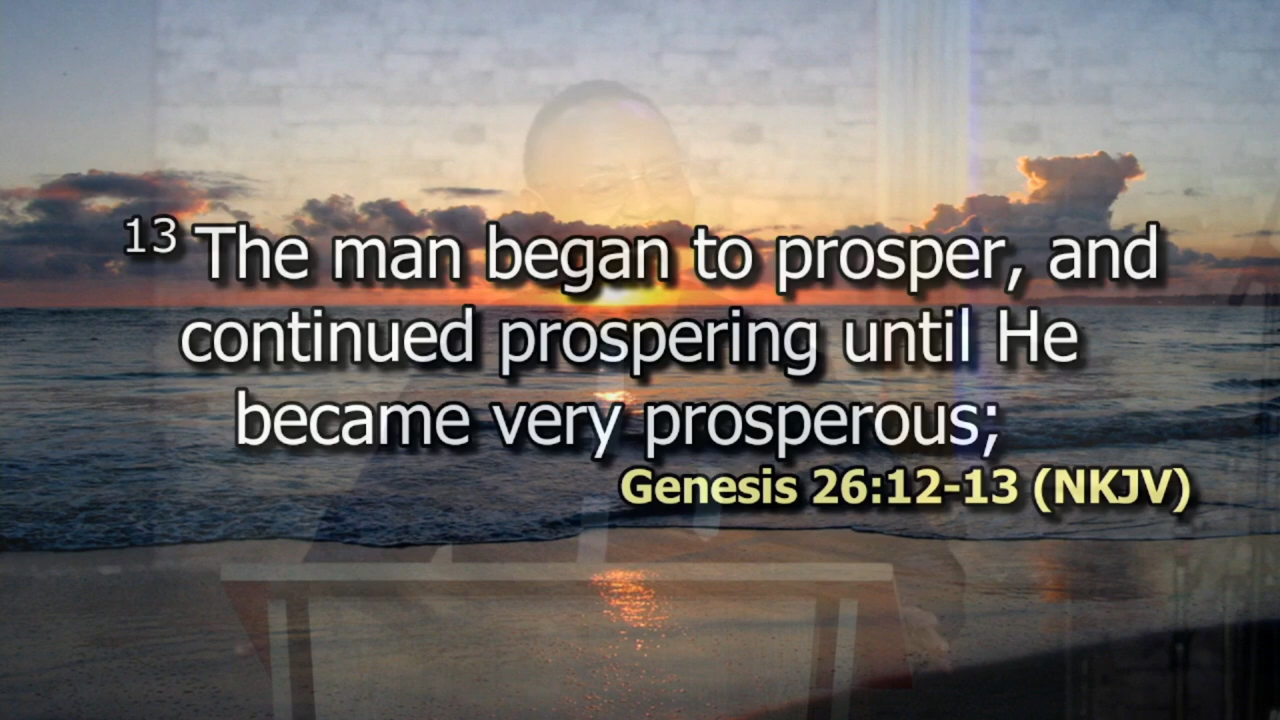 13 The man began to prosper, and
continued prospering until He
became very prosperous;
Genesis 26:12-13 (NKJV)